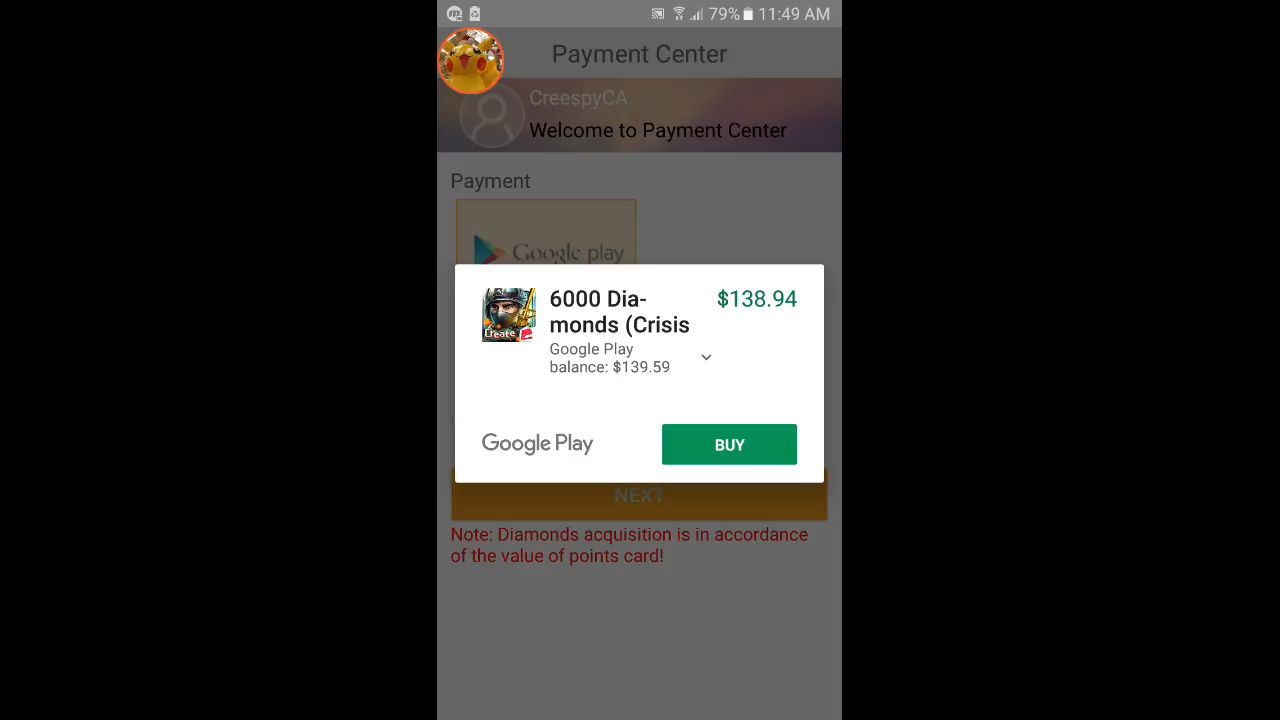 79% 11:49 AM
Payment Center
CreespyCA
Welcome to Payment Center
Payment
Google play
6000 Dia-
monds (Crisis
$138.94
Google Play
balance: $139.59
Create
Google Play
BUY
NEXT
Note: Diamonds acquisition is in accordance
of the value of points card!